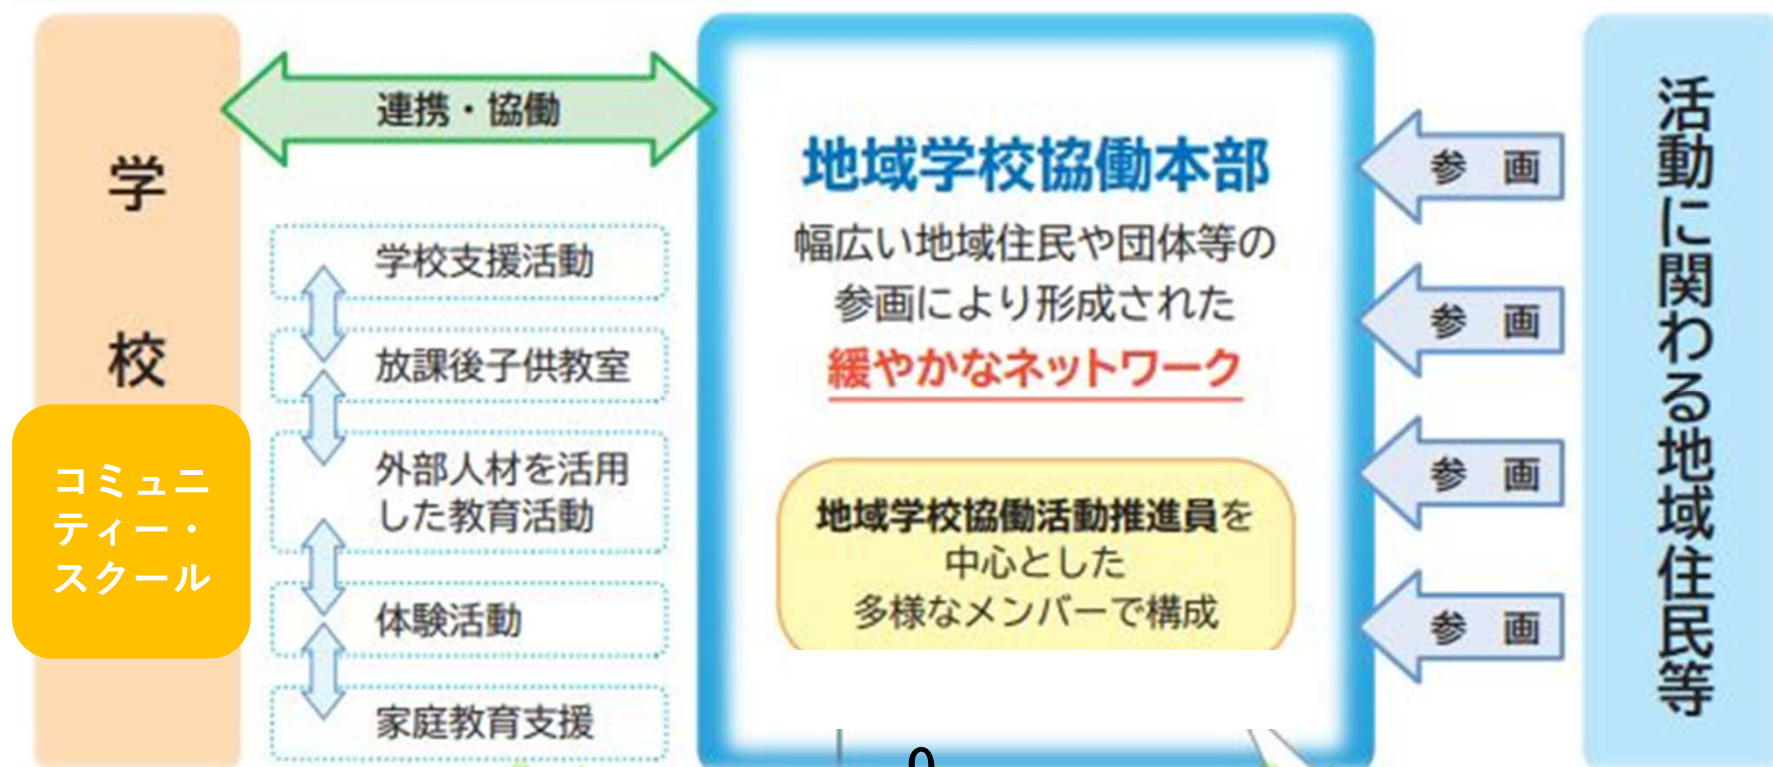 学校
コミュニ
ティー・
スクール
連携・協働
学校支援活動
放課後子供教室
外部人材を活用
した教育活動
体験活動
家庭教育支援
地域学校協働本部
幅広い地域住民や団体等の
参画により形成された
緩やかなネットワーク
地域学校協働活動推進員を
中心とした
多様なメンバーで構成
参画
参画
参画
参画
活動に関わる地域住民等